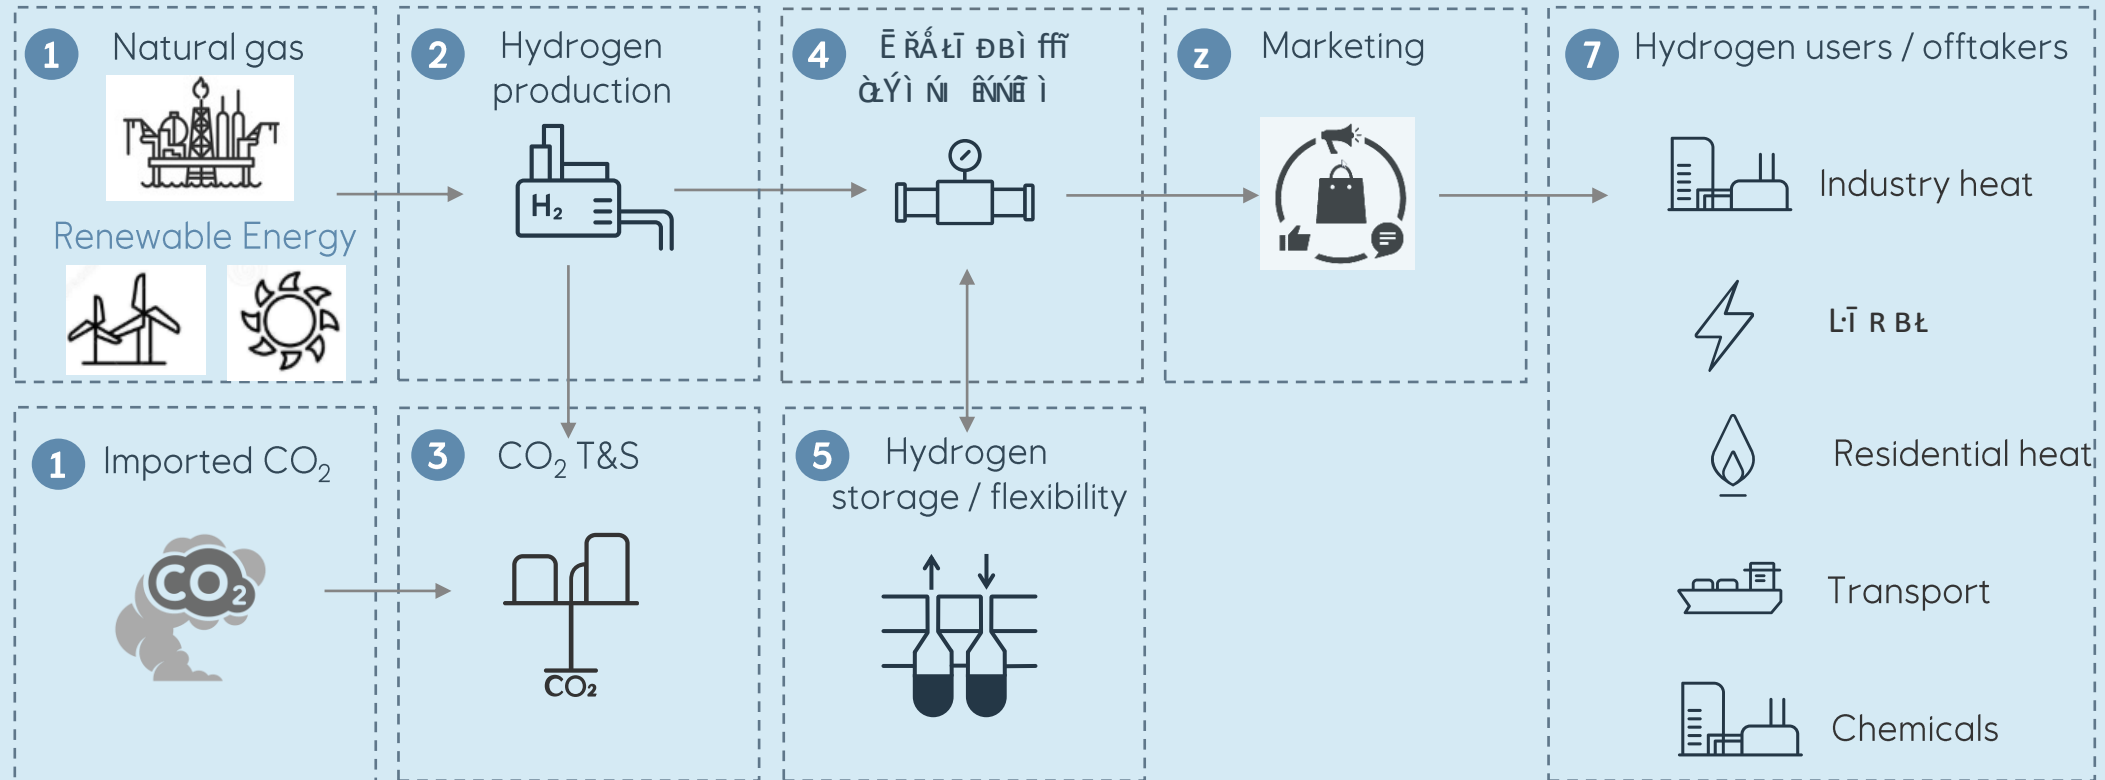 1
Natural gas
Renewable Energy
2
Hydrogen
production
H₂
4
z
Marketing
7
Hydrogen users / offtakers
Industry heat
Residential heat
Transport
Chemicals
1
Imported CO₂
CO₂
3
CO₂ T&S
CO₂
5
Hydrogen
storage / flexibility